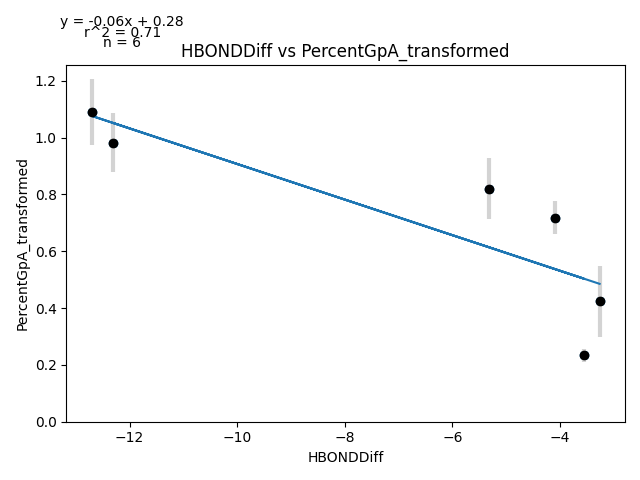 y = -0.06x + 0.28
r^2 = 0.71
n = 6
HBONDDiff vs PercentGpA_transformed
PercentGpA_transformed
1.2
1.0
0.8
0.6
0.4
0.2
0.0
−12
−10
−8
−6
−4
HBONDDiff